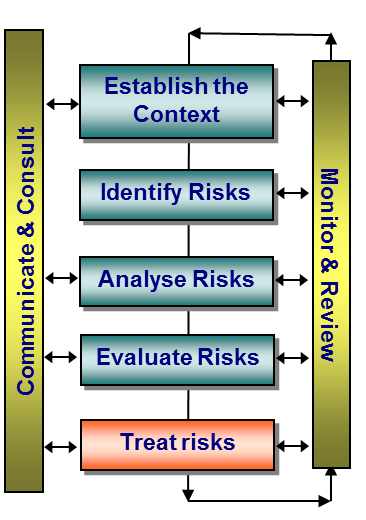 Establish the
Context
Identify Risks
Analyse Risks
Evaluate Risks
Treat risks
Communicate & Consult
Monitor & Review